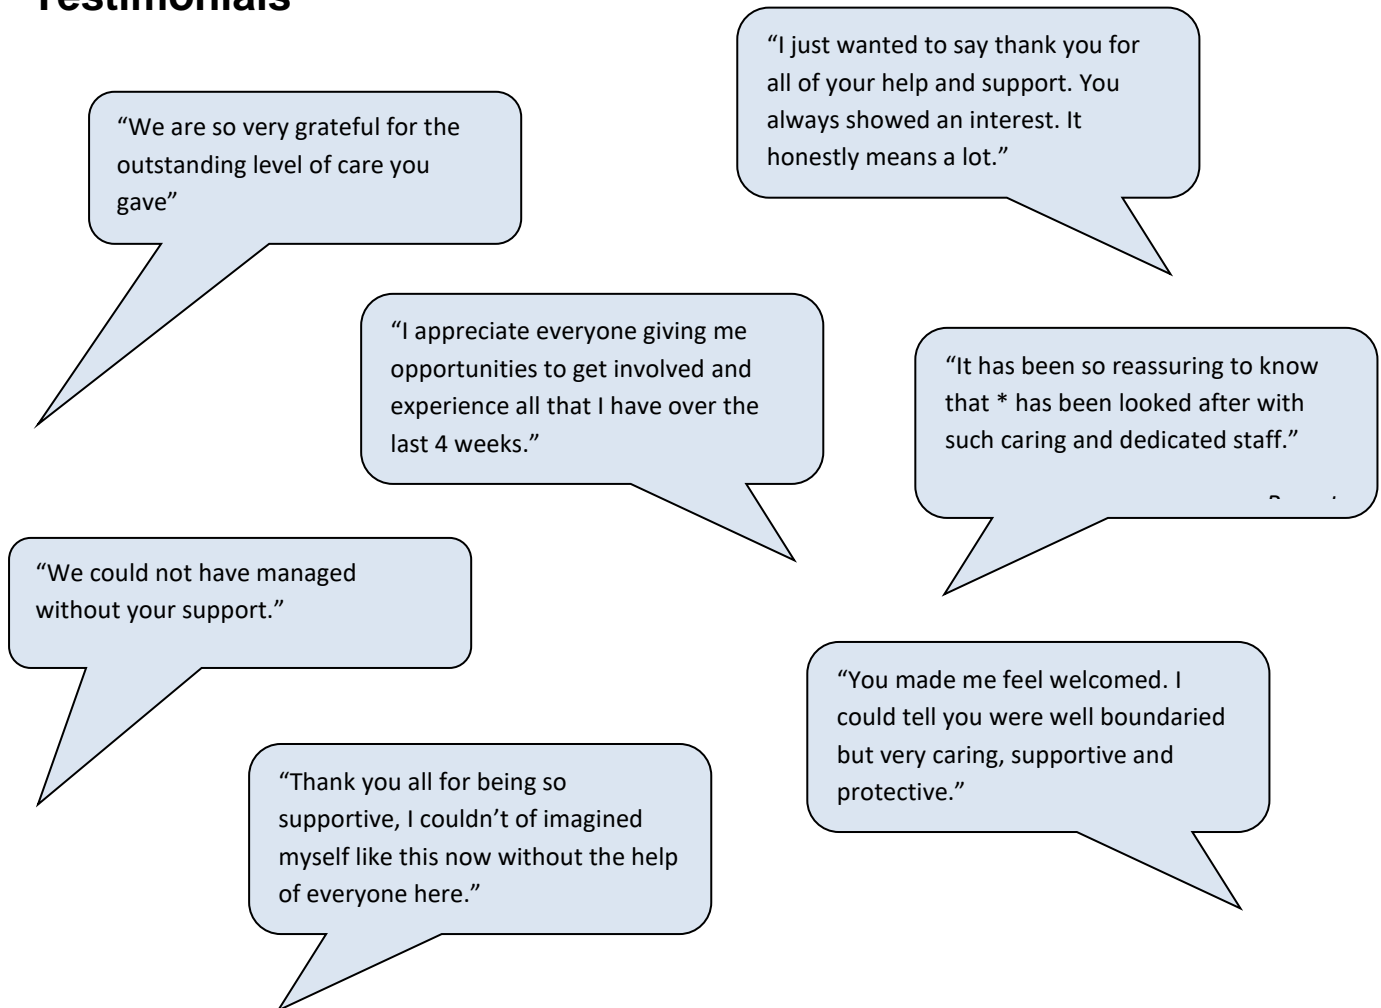 Testimonials
“I just wanted to say thank you for
all of your help and support. You
always showed an interest. It
honestly means a lot.”
“We are so very grateful for the
outstanding level of care you
gave”
“I appreciate everyone giving me
opportunities to get involved and
experience all that I have over the
last 4 weeks.”
“It has been so reassuring to know
that * has been looked after with
such caring and dedicated staff.”
“We could not have managed
without your support.”
“You made me feel welcomed. I
could tell you were well boundaried
but very caring, supportive and
protective.”
“Thank you all for being so
supportive, I couldn’t of imagined
myself like this now without the help
of everyone here.”